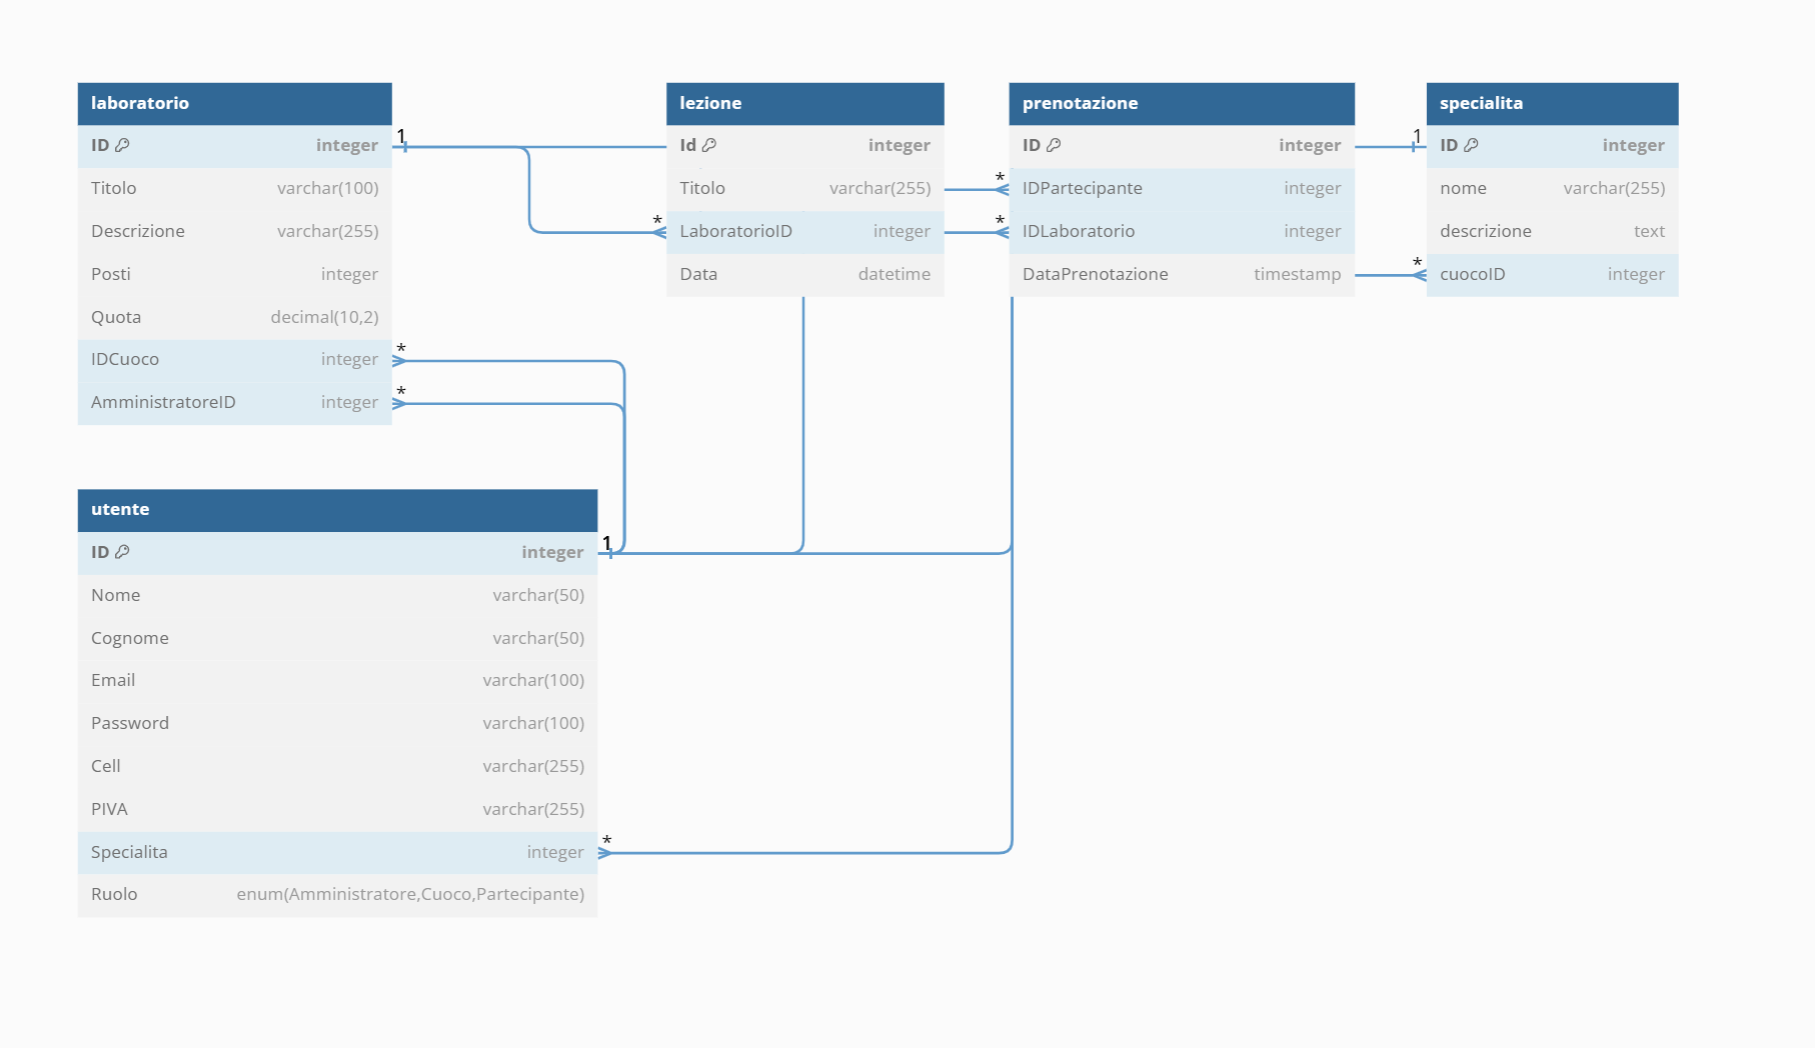 laboratorio
ID integer 1
Titolo varchar(100)
Descrizione varchar(255)
Posti integer
Quota decimal(10,2)
IDCuoco integer *
AmministratoreID integer *
lezione
Id integer
Titolo varchar(255)
* LaboratorioID integer
Data datetime
prenotazione
ID integer
* IDPartecipante integer
* IDLaboratorio integer
DataPrenotazione timestamp
specialita
1 ID integer
nome varchar(255)
descrizione text
* cuocoID integer
utente
ID integer 1
Nome varchar(50)
Cognome varchar(50)
Email varchar(100)
Password varchar(100)
Cell varchar(255)
PIVA varchar(255)
Specialita integer *
Ruolo enum(Amministratore,Cuoco,Partecipante)